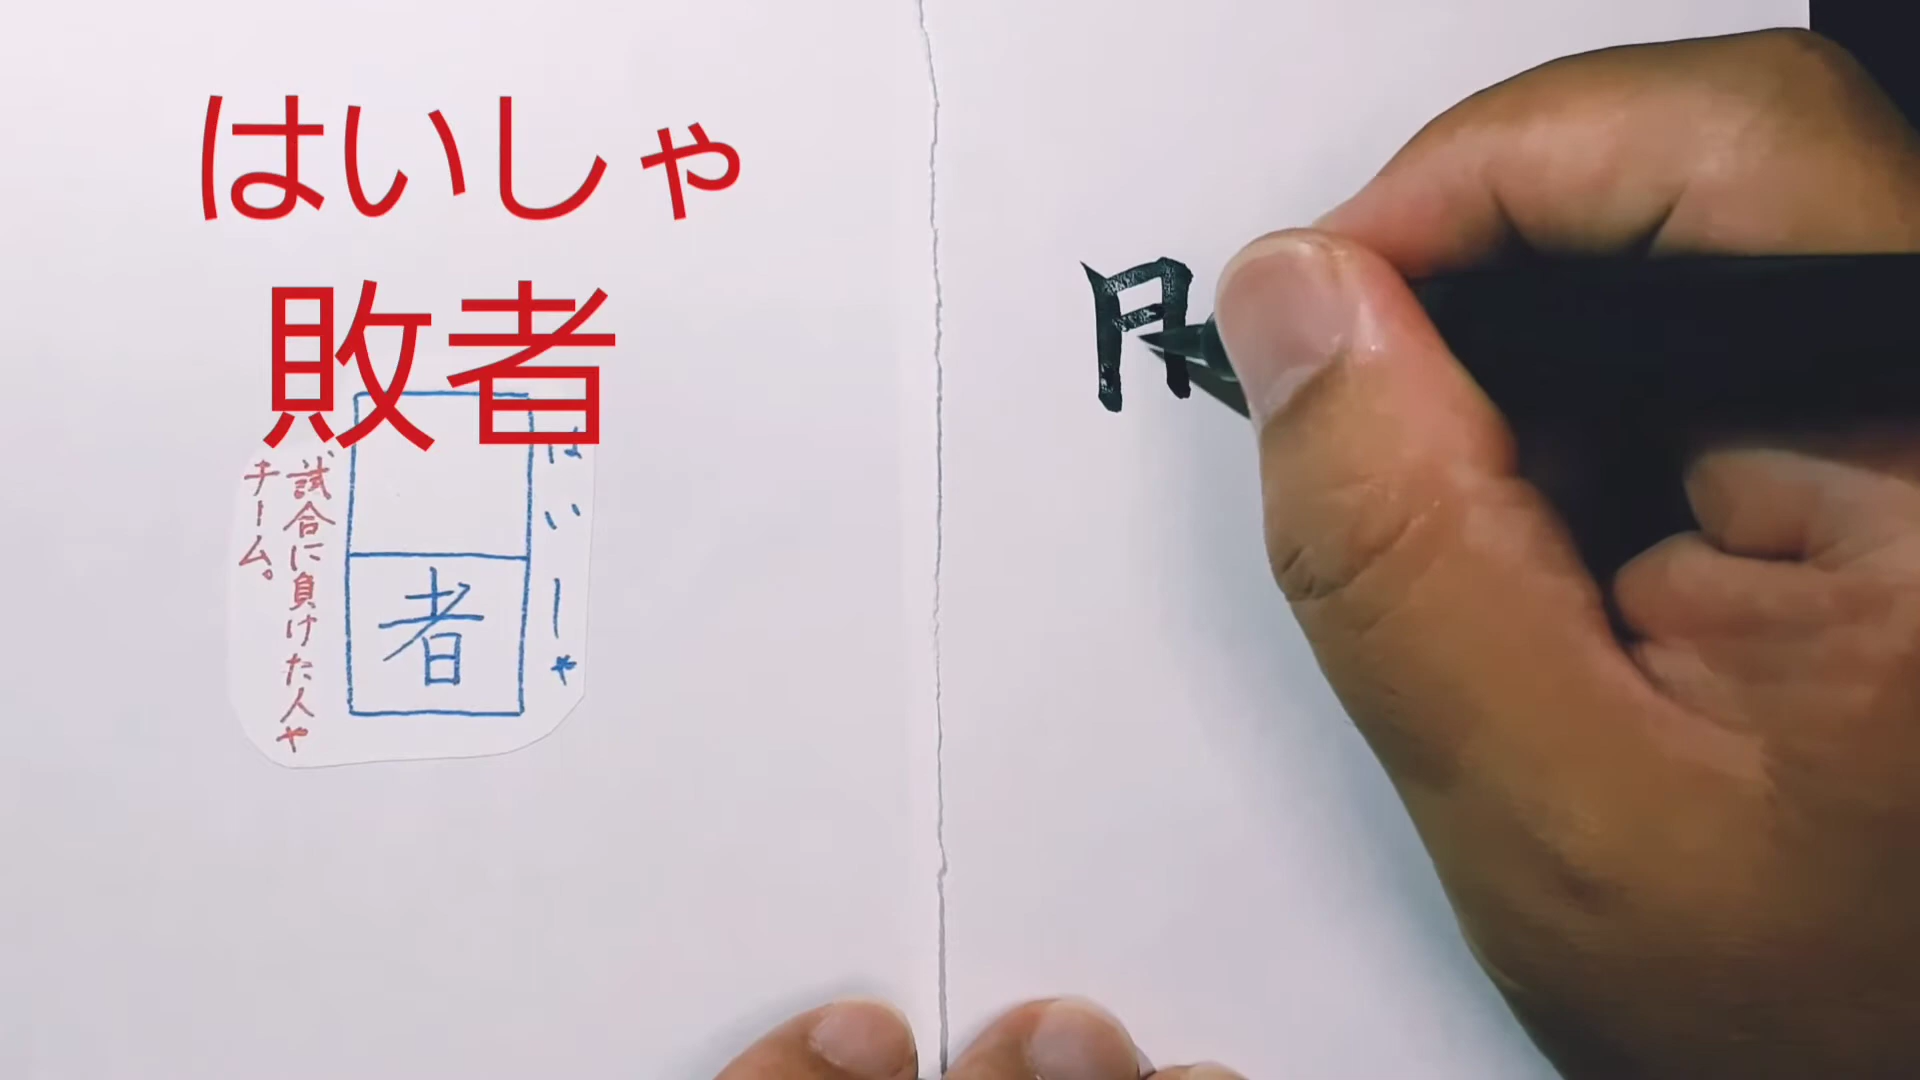 はいしゃ
敗者
はいしゃ
者
試合に負けた人や
チーム。